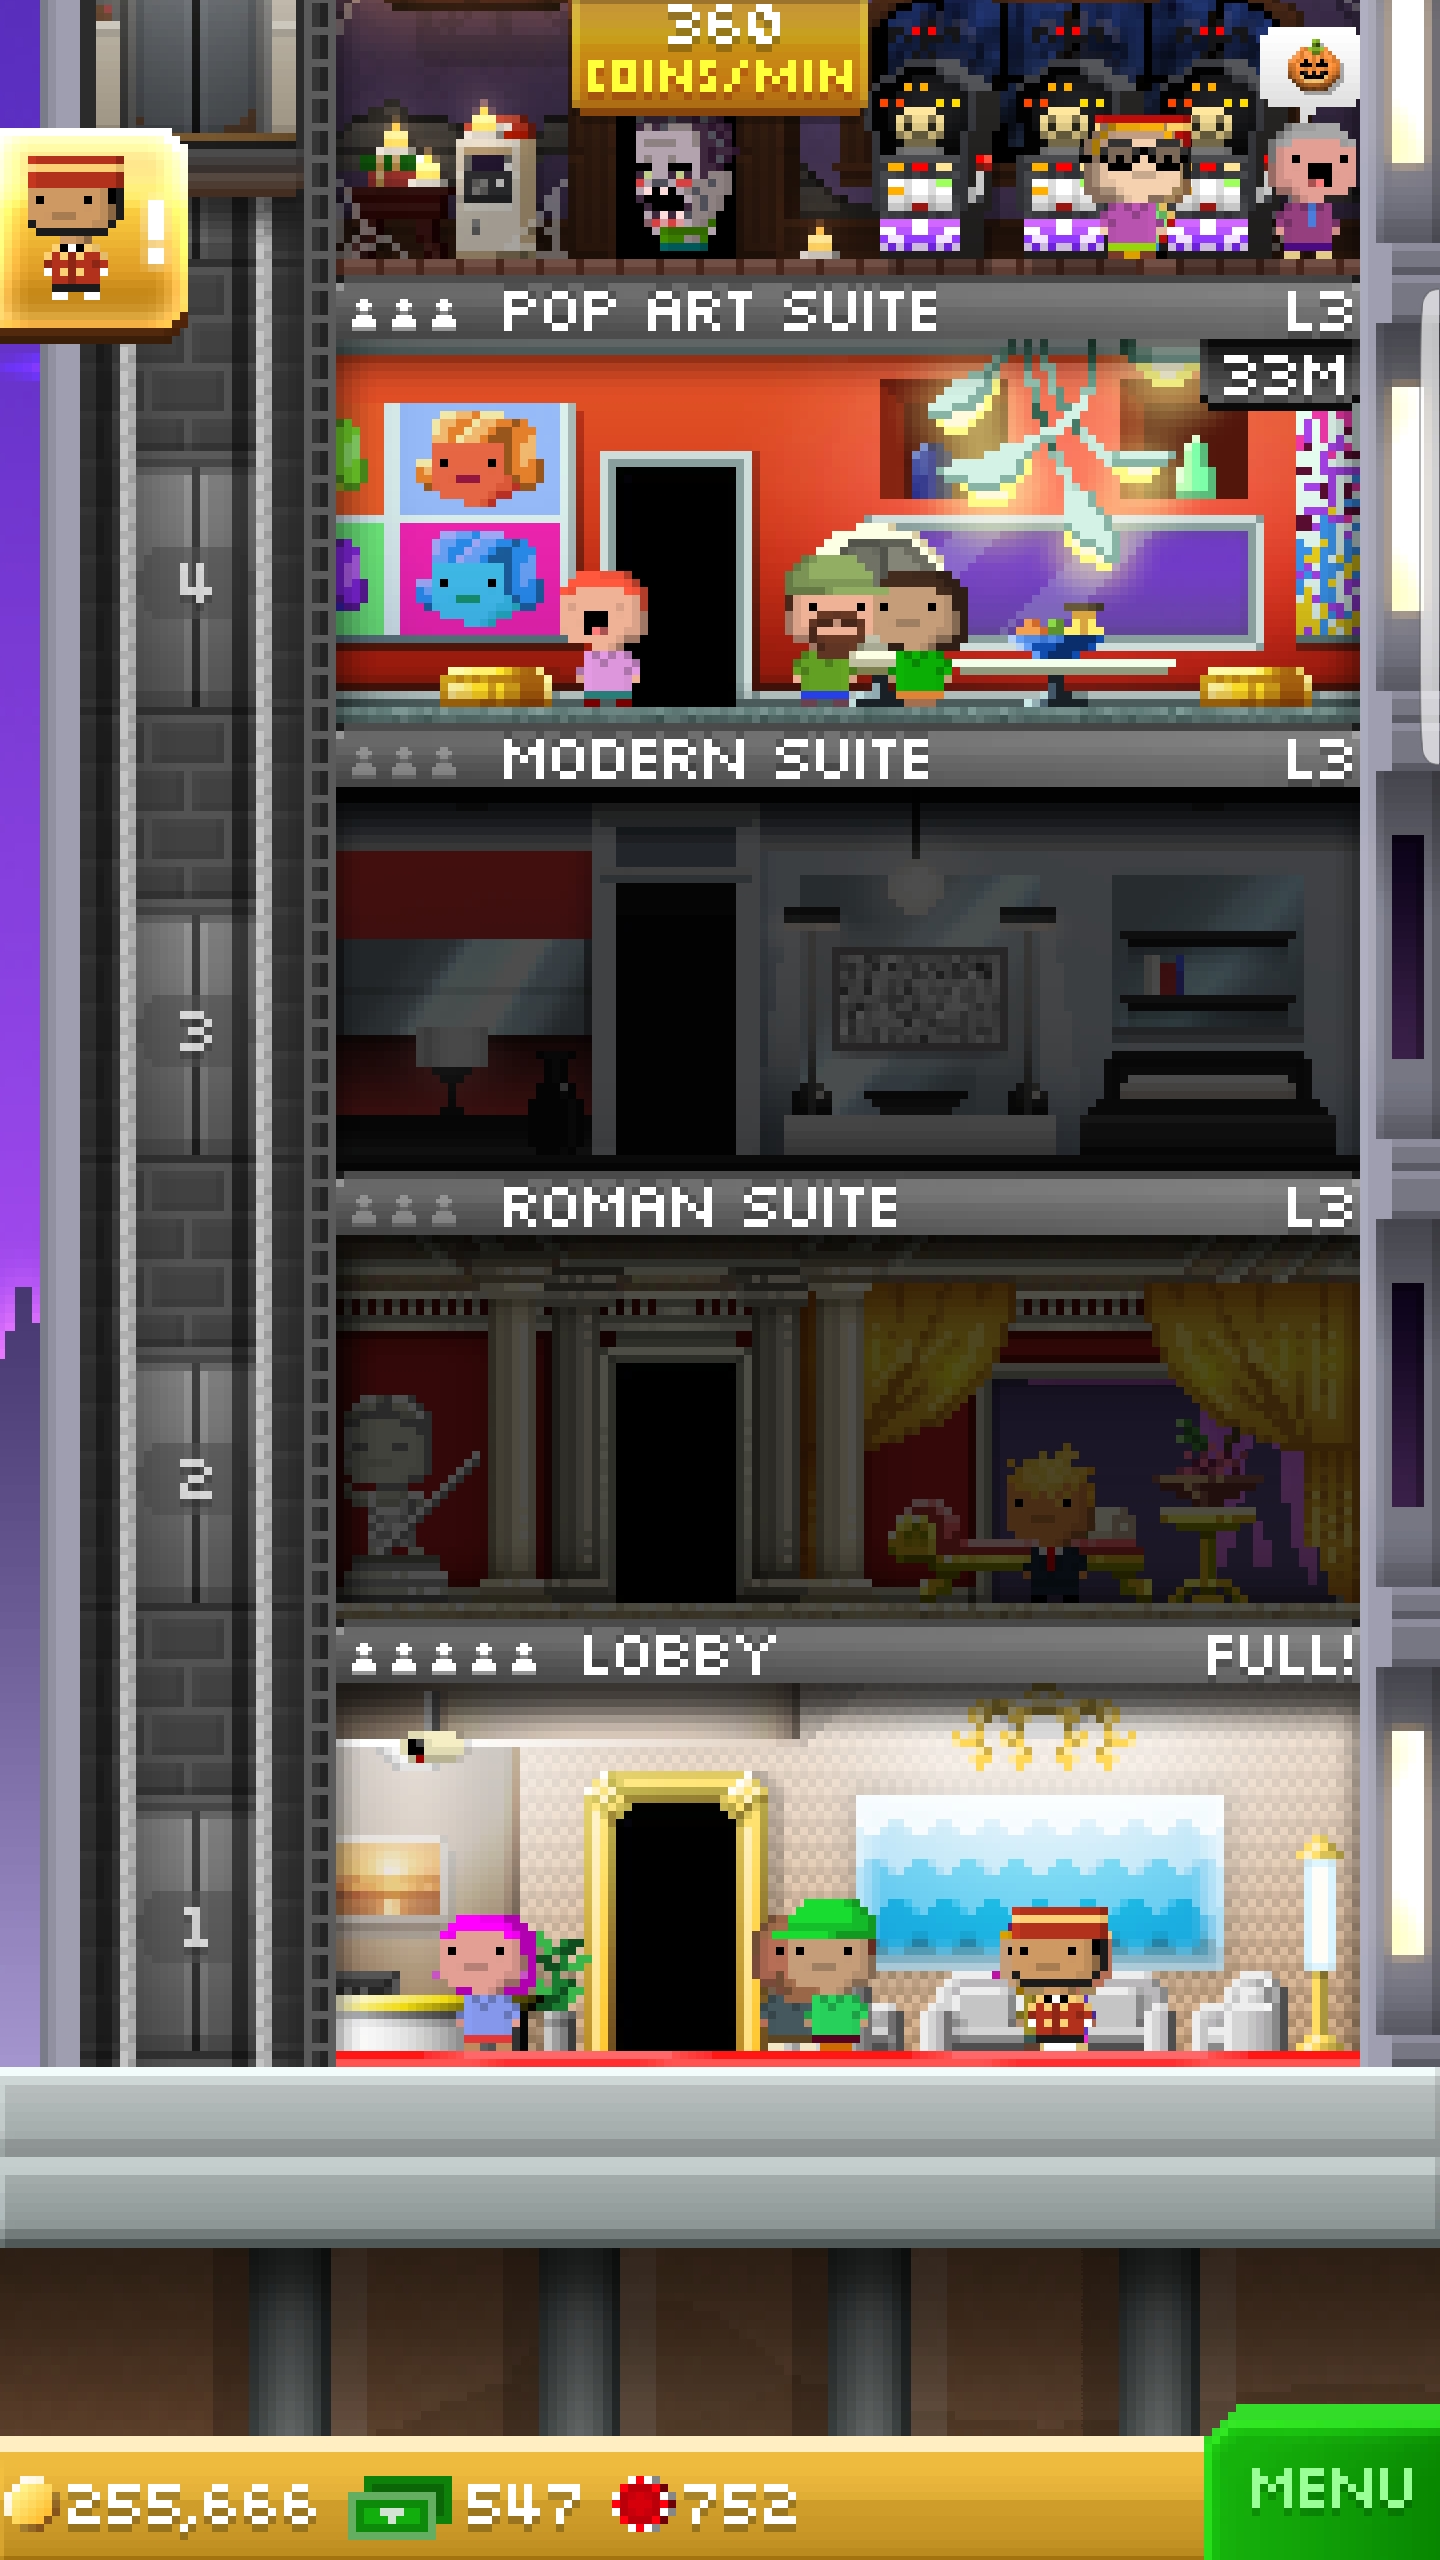 360
COINS/MIN
!
POP ART SUITE L3
33M
4
MODERN SUITE L3
3
ROMAN SUITE L3
2
LOBBY FULL!
1
255,666 547 752
MENU